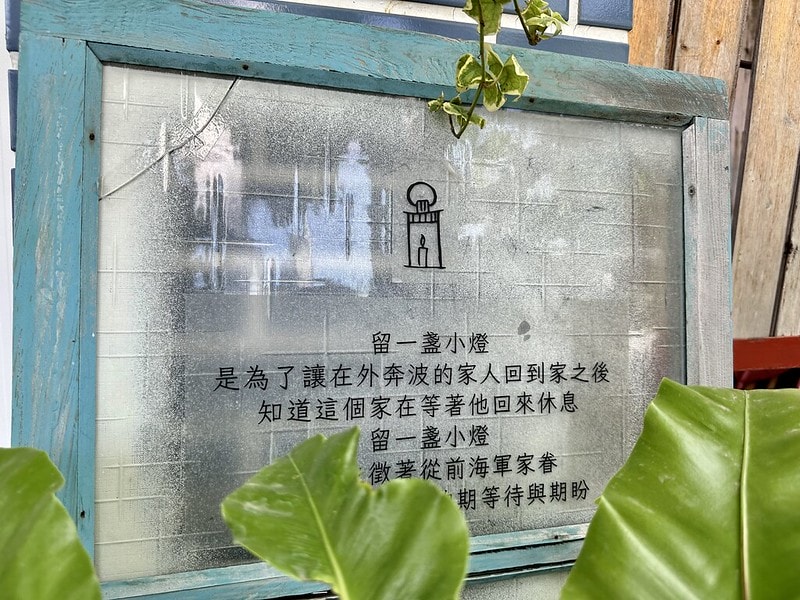 留一盞小燈
是為了讓在外奔波的家人回到家之後
知道這個家在等著他回來休息
留一盞小燈
徵著從前海軍家眷
期等待與期盼